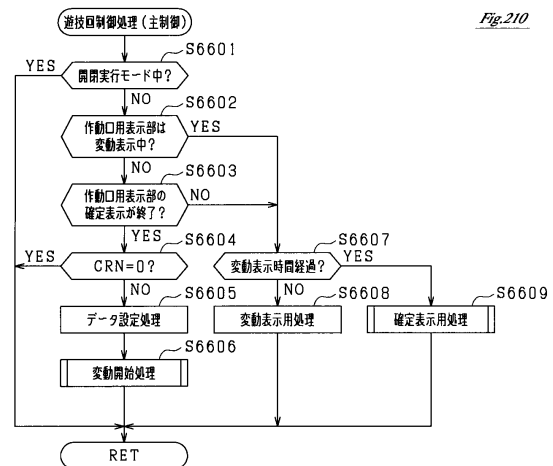 Fig.210
遊技回制御処理(主制御)
S6601
YES
開閉実行モード中?
NO
S6602
作動口用表示部は
変動表示中?
YES
NO
S6603
作動口用表示部の
確定表示が終了?
NO
YES
S6604
YES
CRN=0?
NO
S6607
変動表示時間経過?
YES
NO
S6605
データ設定処理
S6608
変動表示用処理
S6609
確定表示用処理
S6606
変動開始処理
RET